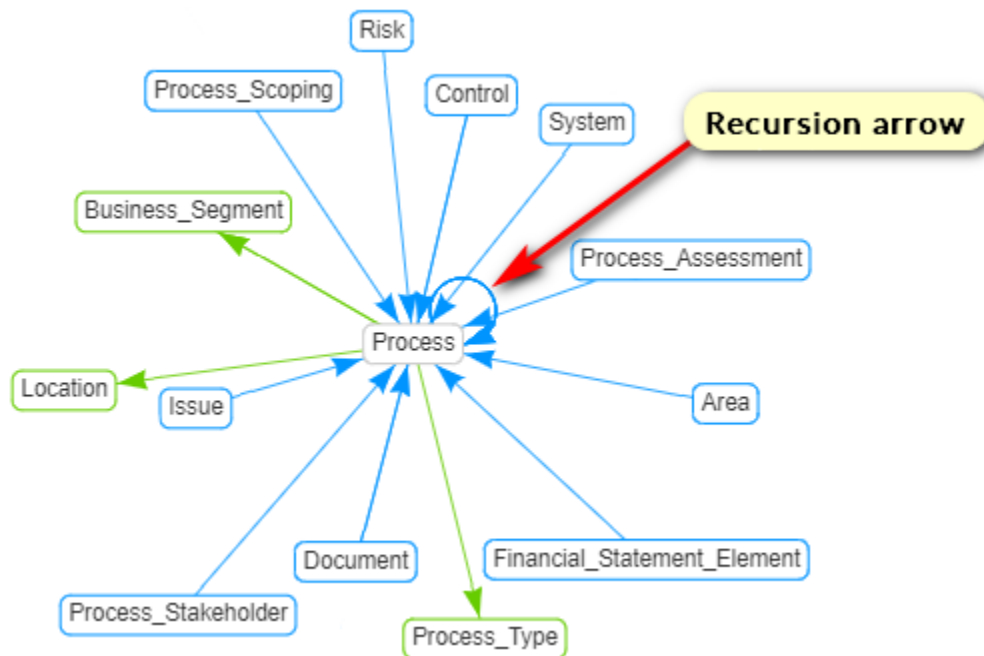 Risk
Process_Scoping
Control
System
Recursion arrow
Business_Segment
Process_Assessment
Process
Location
Issue
Area
Document
Financial_Statement_Element
Process_Stakeholder
Process_Type